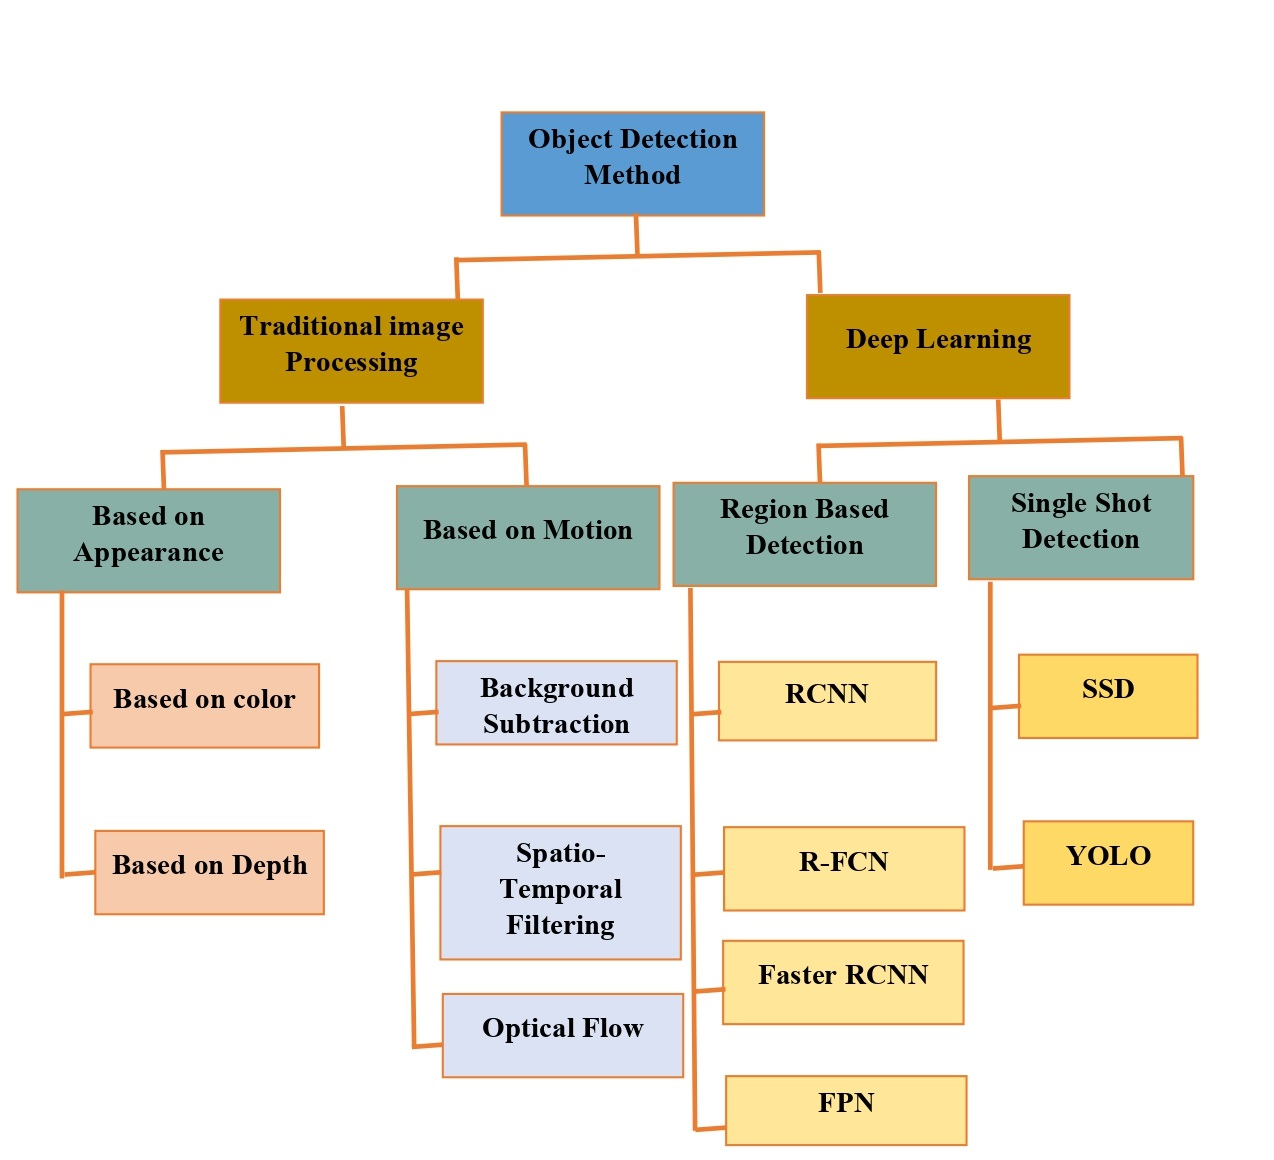 Object Detection
Method
Traditional image
Processing
Deep Learning
Based on
Appearance
Based on Motion
Region Based
Detection
Single Shot
Detection
Based on color
Background
Subtraction
RCNN
SSD
Based on Depth
Spatio-
Temporal
Filtering
R-FCN
YOLO
Faster RCNN
Optical Flow
FPN